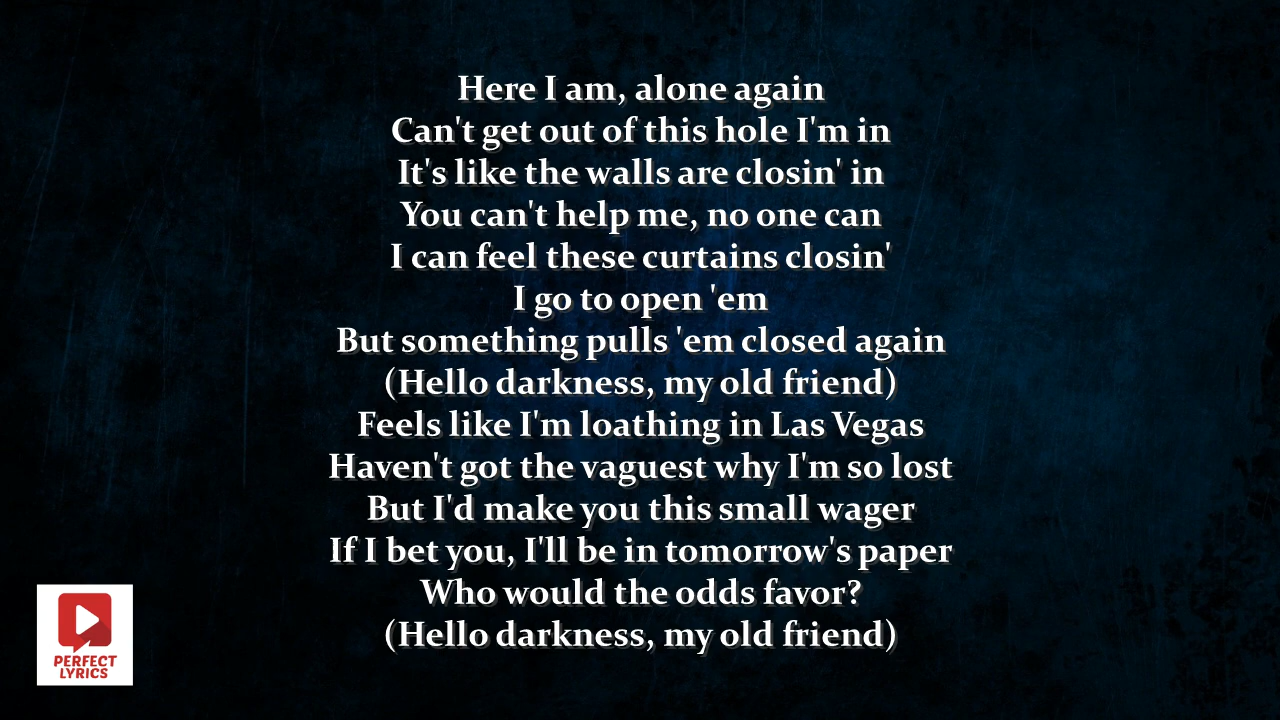 Here I am, alone again
Can't get out of this hole I'm in
It's like the walls are closin' in
You can't help me, no one can
I can feel these curtains closin'
I go to open 'em
But something pulls 'em closed again
(Hello darkness, my old friend)
Feels like I'm loathing in Las Vegas
Haven't got the vaguest why I'm so lost
But I'd make you this small wager
If I bet you, I'll be in tomorrow's paper
Who would the odds favor?
(Hello darkness, my old friend)
PERFECT
LYRICS